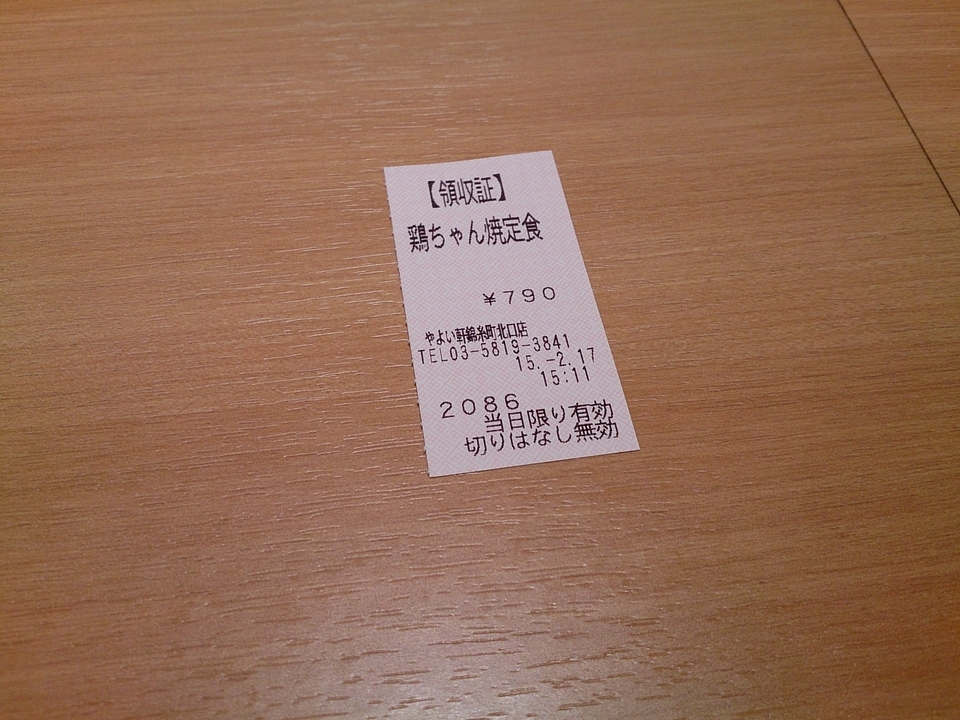 【領収証】
鶏ちゃん焼定食
¥790
やよい軒錦糸町北口店
TEL03-5819-3841
15.-2.17
15:11
2086
当日限り有効
切りはなし無効